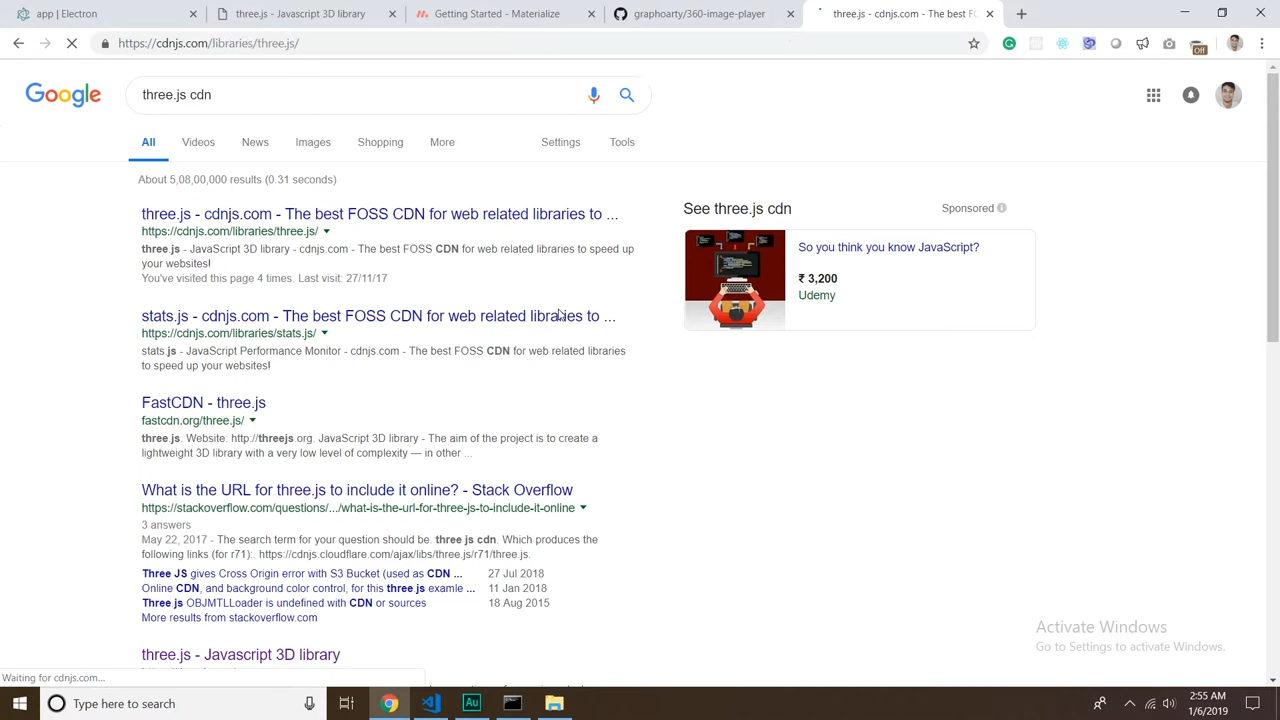 app | Electron
three.js - Javascript 3D library
Getting Started - Materialize
graphoarty/360-image-player
three.js - cdnjs.com - The best FO
https://cdnjs.com/libraries/three.js/
Off
Google
three.js cdn
All
Videos
News
Images
Shopping
More
Settings
Tools
About 5,08,00,000 results (0.31 seconds)
three.js - cdnjs.com - The best FOSS CDN for web related libraries to ...
https://cdnjs.com/libraries/three.js/
three.js - JavaScript 3D library - cdnjs.com - The best FOSS CDN for web related libraries to speed up
your websites!
You've visited this page 4 times. Last visit: 27/11/17
See three.js cdn
Sponsored
So you think you know JavaScript?
₹ 3,200
Udemy
stats.js - cdnjs.com - The best FOSS CDN for web related libraries to ...
https://cdnjs.com/libraries/stats.js/
stats.js - JavaScript Performance Monitor - cdnjs.com - The best FOSS CDN for web related libraries
to speed up your websites!
FastCDN - three.js
fastcdn.org/three.js/
three.js. Website: http://threejs.org. JavaScript 3D library - The aim of the project is to create a
lightweight 3D library with a very low level of complexity — in other ...
What is the URL for three.js to include it online? - Stack Overflow
https://stackoverflow.com/questions/.../what-is-the-url-for-three-js-to-include-it-online
3 answers
May 22, 2017 - The search term for your question should be. three js cdn. Which produces the
following links (for r71):. https://cdnjs.cloudflare.com/ajax/libs/three.js/r71/three.js.
Three JS gives Cross Origin error with S3 Bucket (used as CDN ...
27 Jul 2018
Online CDN, and background color control, for this three.js examle ...
11 Jan 2018
Three js OBJMTLLoader is undefined with CDN or sources
18 Aug 2015
More results from stackoverflow.com
three.js - Javascript 3D library
Activate Windows
Go to Settings to activate Windows.
Waiting for cdnjs.com...
Type here to search
Au
2:55 AM
1/6/2019